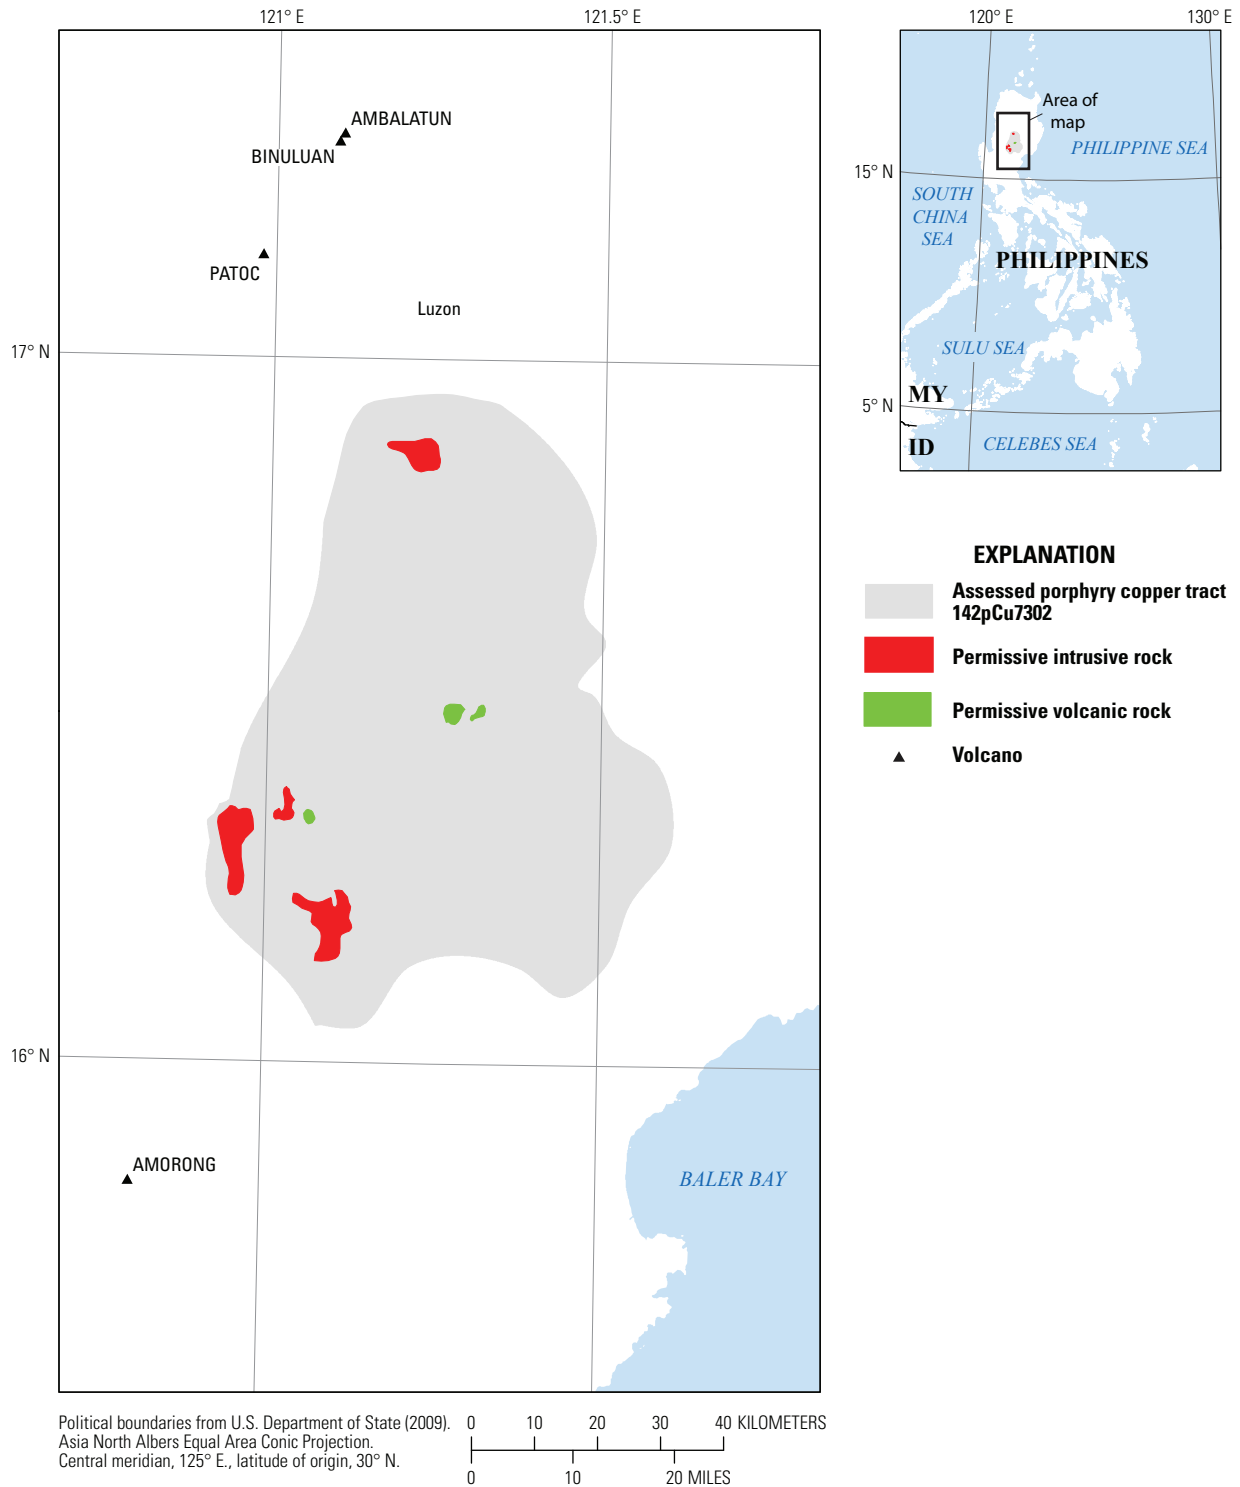 121° E
121.5° E
AMBALATUN
BINULUAN
PATOC
Luzon
17° N
16° N
AMORONG
BALER BAY
120° E
130° E
Area of
map
PHILIPPINE SEA
15° N
SOUTH
CHINA
SEA
PHILIPPINES
SULU SEA
MY
5° N
ID
CELEBES SEA
EXPLANATION
Assessed porphyry copper tract
142pCu7302
Permissive intrusive rock
Permissive volcanic rock
Volcano
Political boundaries from U.S. Department of State (2009).
Asia North Albers Equal Area Conic Projection.
Central meridian, 125° E., latitude of origin, 30° N.
0 10 20 30 40 KILOMETERS
0 10 20 MILES